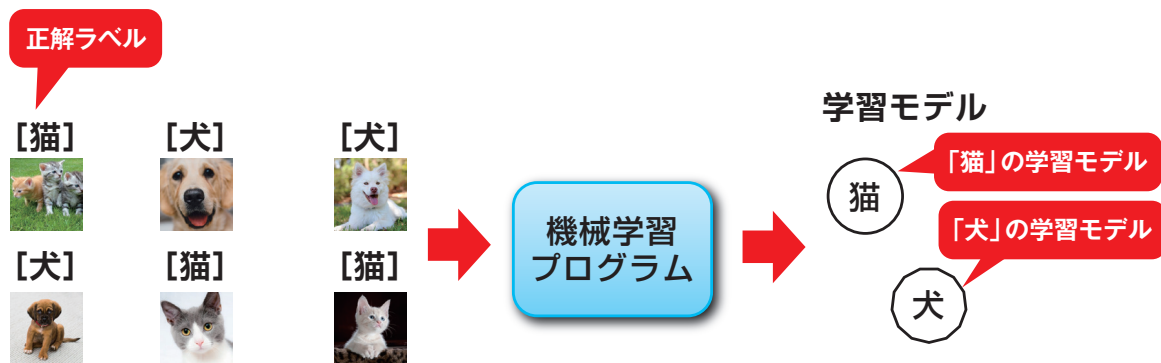 正解ラベル
[猫] [犬] [犬]
[犬] [猫] [猫]
機械学習
プログラム
学習モデル
「猫」の学習モデル
猫
「犬」の学習モデル
犬